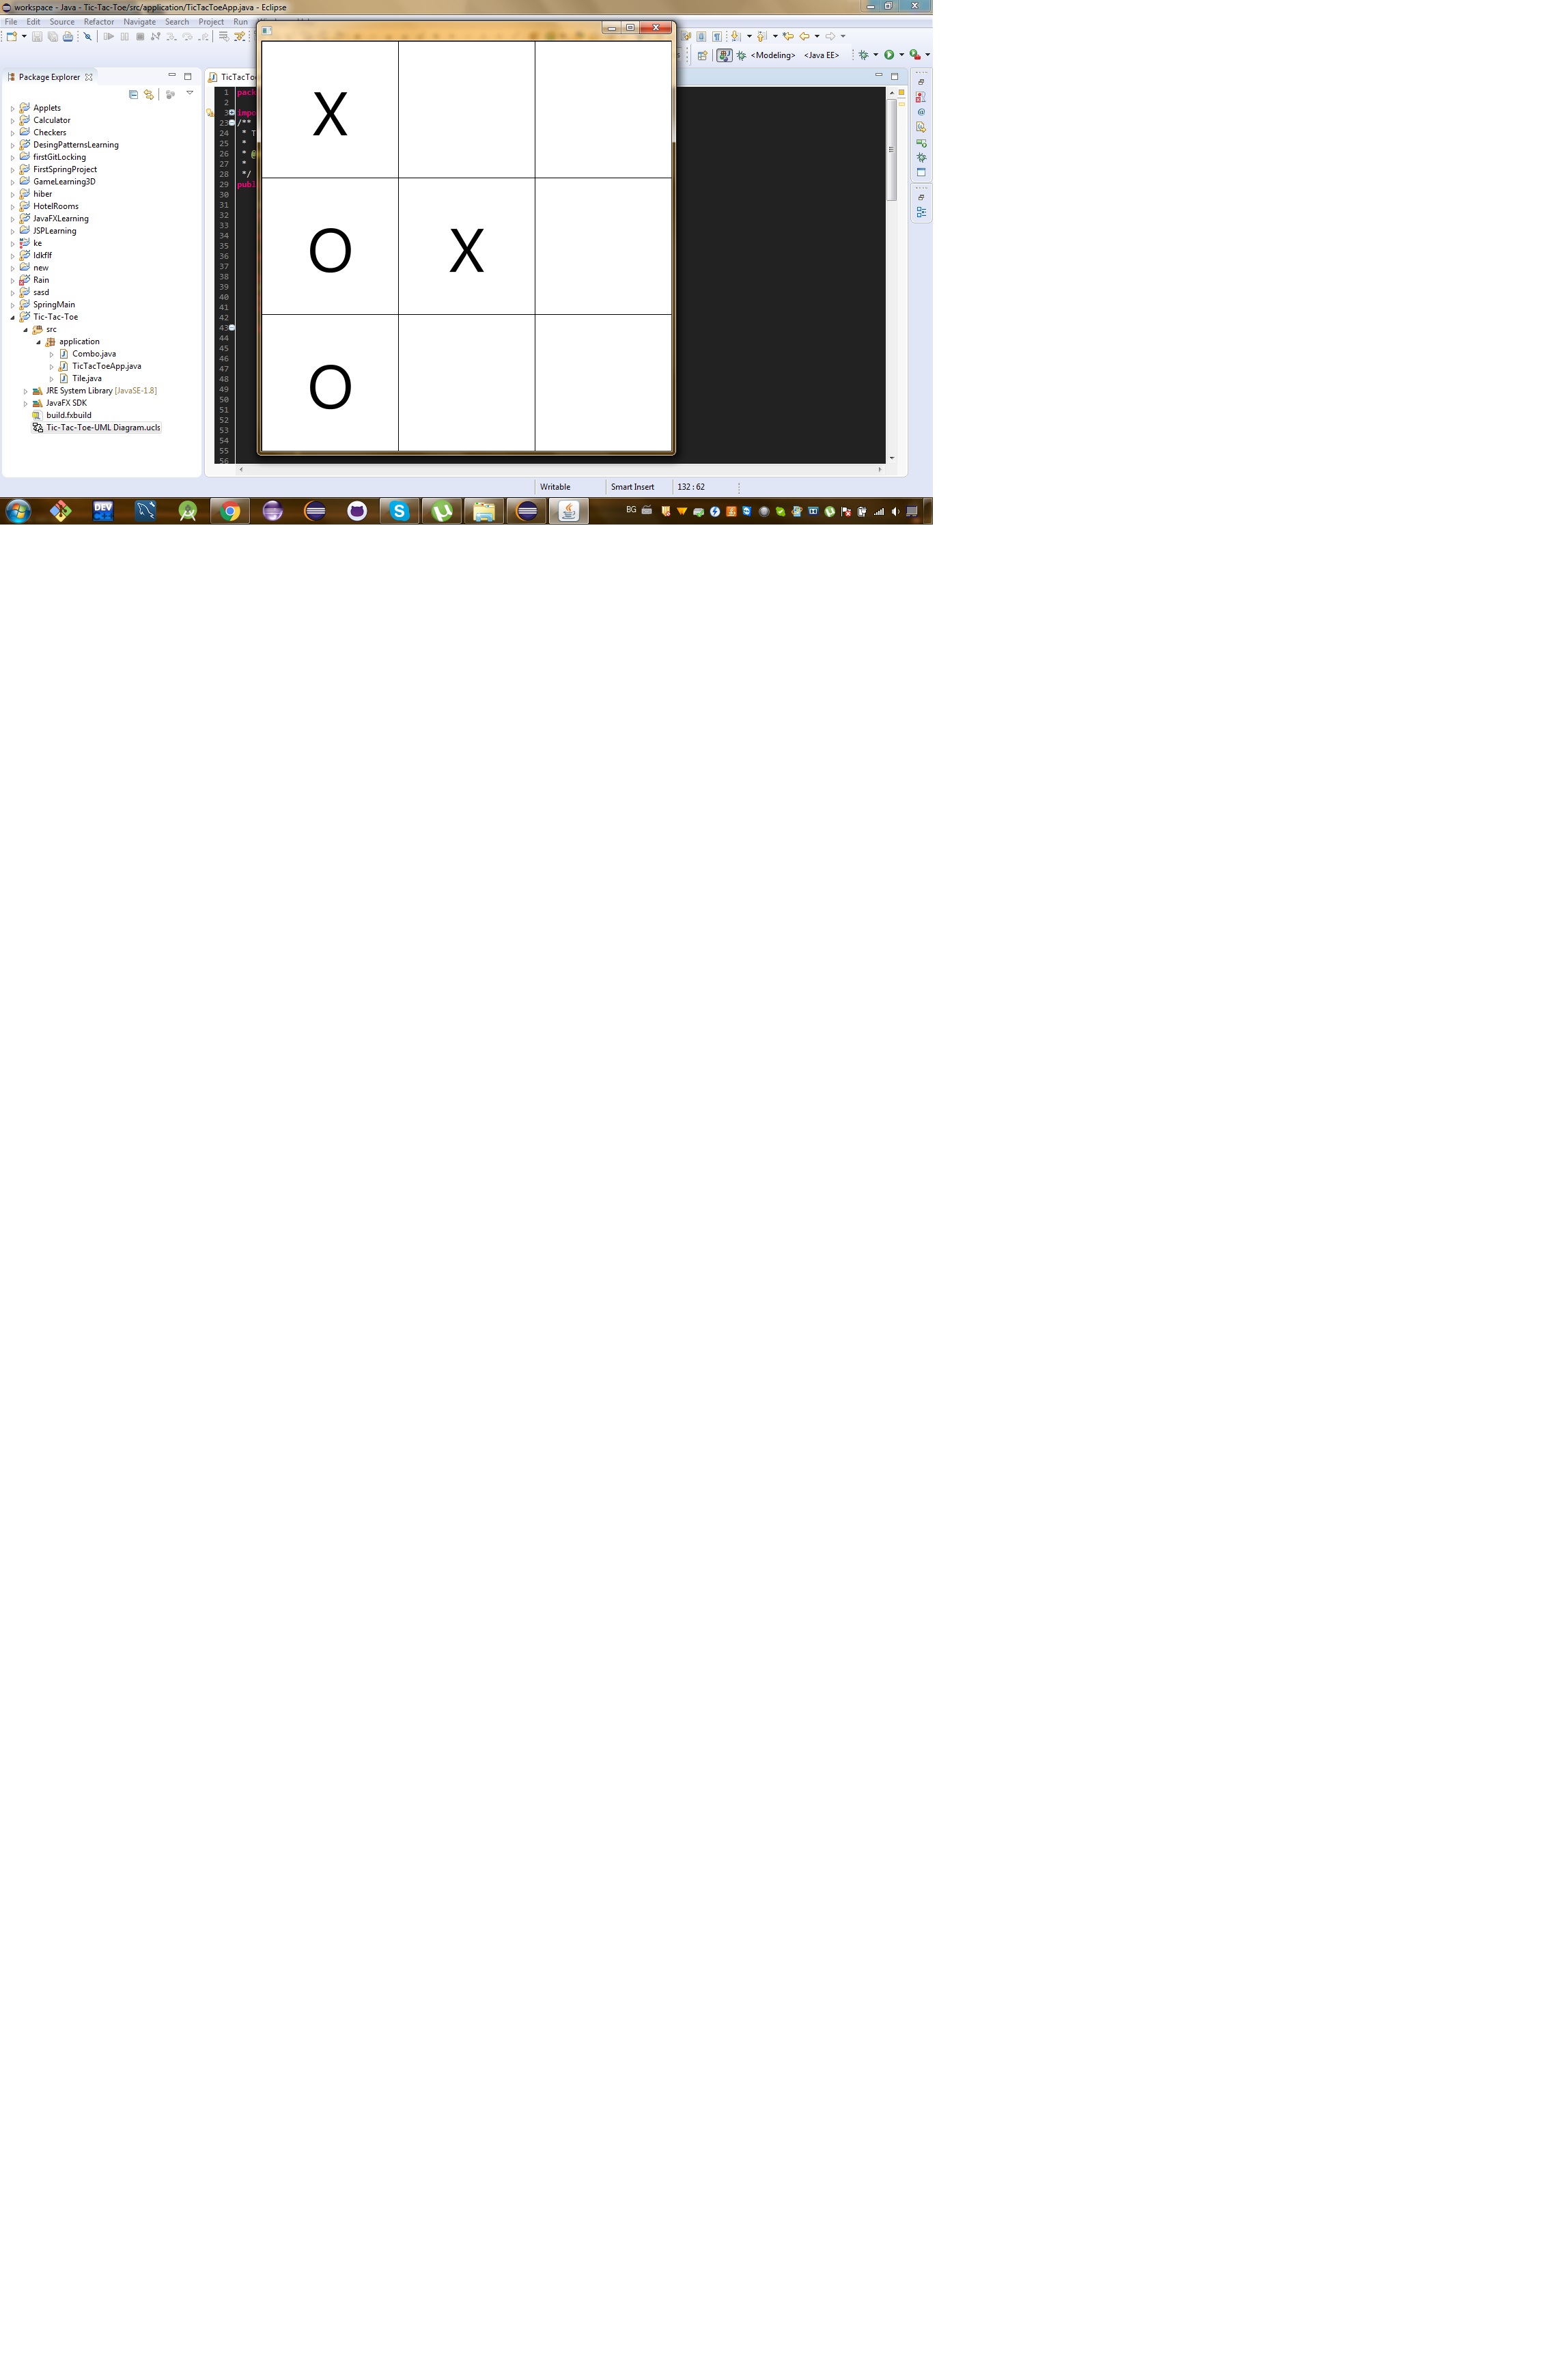 workspace - Java - Tic-Tac-Toe/src/application/TicTacToeApp.java - Eclipse
File Edit Source Refactor Navigate Search Project Run
<Modeling> <Java EE>
Package Explorer
Applets
Calculator
Checkers
DesingPatternsLearning
firstGitLocking
FirstSpringProject
GameLearning3D
hiber
HotelRooms
JavaFXLearning
JSPLearning
ke
ldkflf
new
Rain
sasd
SpringMain
Tic-Tac-Toe
src
application
Combo.java
TicTacToeApp.java
Tile.java
JRE System Library [JavaSE-1.8]
JavaFX SDK
build.fxbuild
Tic-Tac-Toe-UML Diagram.ucls
TicTacToe
1 pack
2
3 impo
23 /**
24 * T
25 *
26 * @
27 *
28 */
29 publ
30
31
32
33
34
35
36
37
38
39
40
41
42
43
44
45
46
47
48
49
50
51
52
53
54
55
56
X
O X
O
Writable Smart Insert 132 : 62
DEV
BG